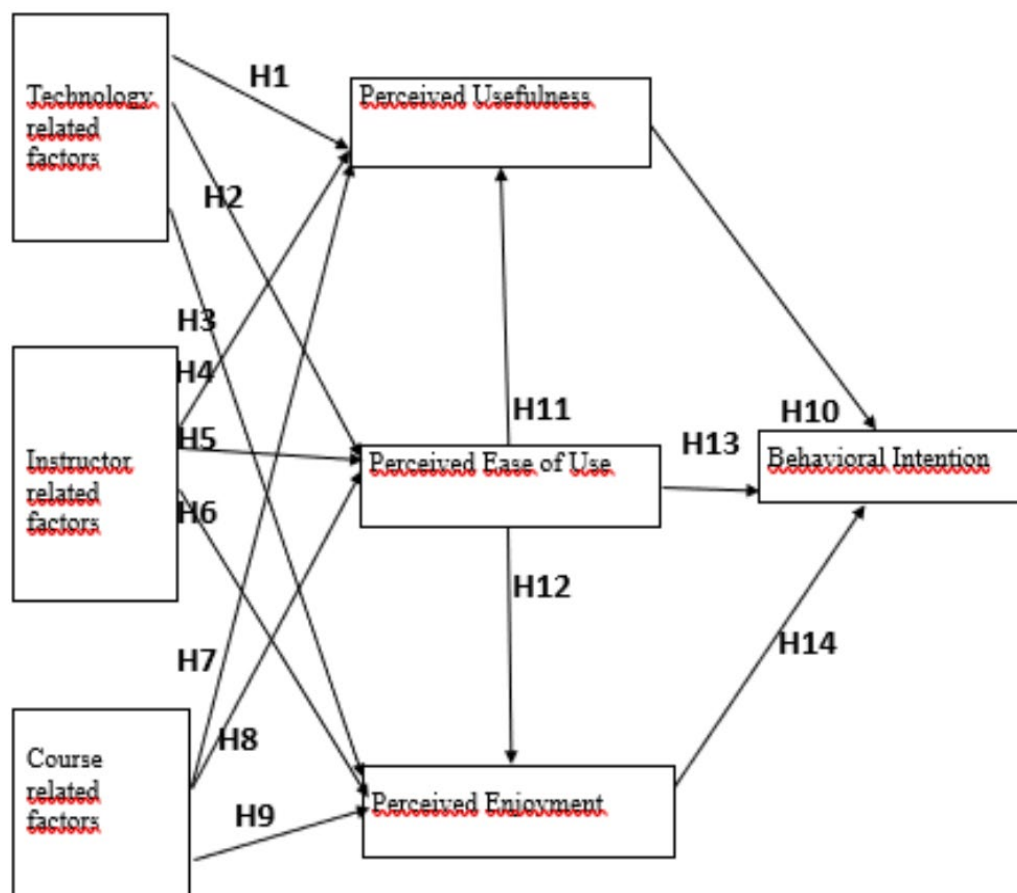 H1
Technology
related
factors
Perceived Usefulness
H2
H3
H4
H11
H10
H13
H5
Instructor
related
factors
Perceived Ease of Use
Behavioral Intention
H6
H12
H14
H7
H8
Course
related
factors
Perceived Enjoyment
H9